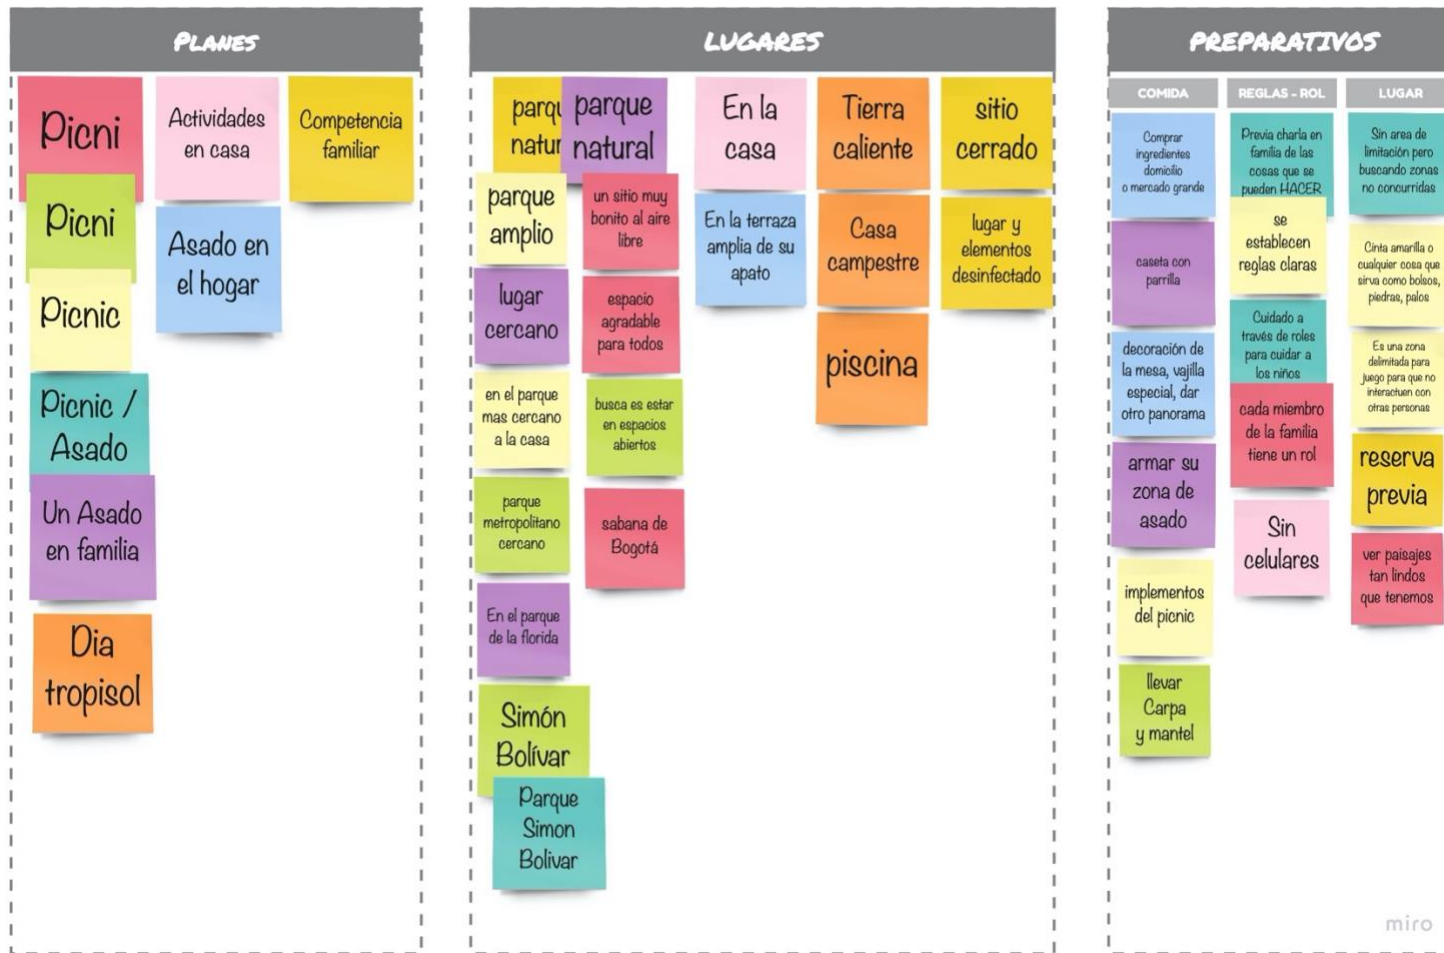 PLANES
Picni
Picni
Picnic
Picnic /
Asado
Un Asado
en familia
Dia
tropisol
Actividades
en casa
Asado en
el hogar
Competencia
familiar
LUGARES
parqu
natur
parque
natural
parque
amplio
lugar
cercano
en el parque
mas cercano
a la casa
parque
metropolitano
cercano
En el parque
de la florida
Simón
Bolívar
Parque
Simon
Bolivar
un sitio muy
bonito al aire
libre
espacio
agradable
para todos
busca es estar
en espacios
abiertos
sabana de
Bogotá
En la
casa
En la terraza
amplia de su
apato
Tierra
caliente
Casa
campestre
piscina
sitio
cerrado
lugar y
elementos
desinfectado
PREPARATIVOS
COMIDA
Comprar
ingredientes
domicilio
o mercado grande
caseta con
parrilla
decoración de
la mesa, vajilla
especial, dar
otro panorama
armar su
zona de
asado
implementos
del picnic
llevar
Carpa
y mantel
REGLAS - ROL
Previa charla en
familia de las
cosas que se
pueden HACER
se
establecen
reglas claras
Cuidado a
través de roles
para cuidar a
los niños
cada miembro
de la familia
tiene un rol
Sin
celulares
LUGAR
Sin area de
limitación pero
buscando zonas
no concurridas
Cinta amarilla o
cualquier cosa que
sirva como bolsos,
piedras, palos
Es una zona
delimitada para
juego para que no
interactuen con
otras personas
reserva
previa
ver paisajes
tan lindos
que tenemos
miro